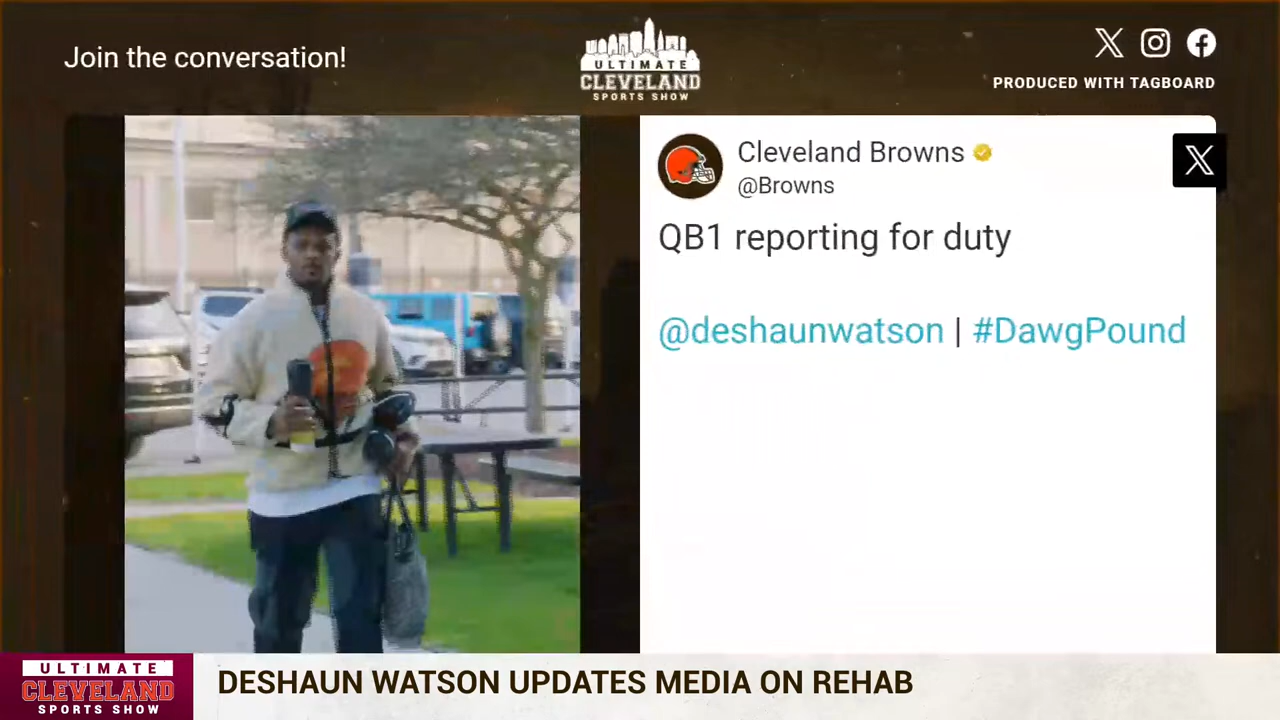 Join the conversation!
ULTIMATE
CLEVELAND
SPORTS SHOW
PRODUCED WITH TAGBOARD
Cleveland Browns
@Browns
QB1 reporting for duty
@deshaunwatson | #DawgPound
ULTIMATE
CLEVELAND
SPORTS SHOW
DESHAUN WATSON UPDATES MEDIA ON REHAB